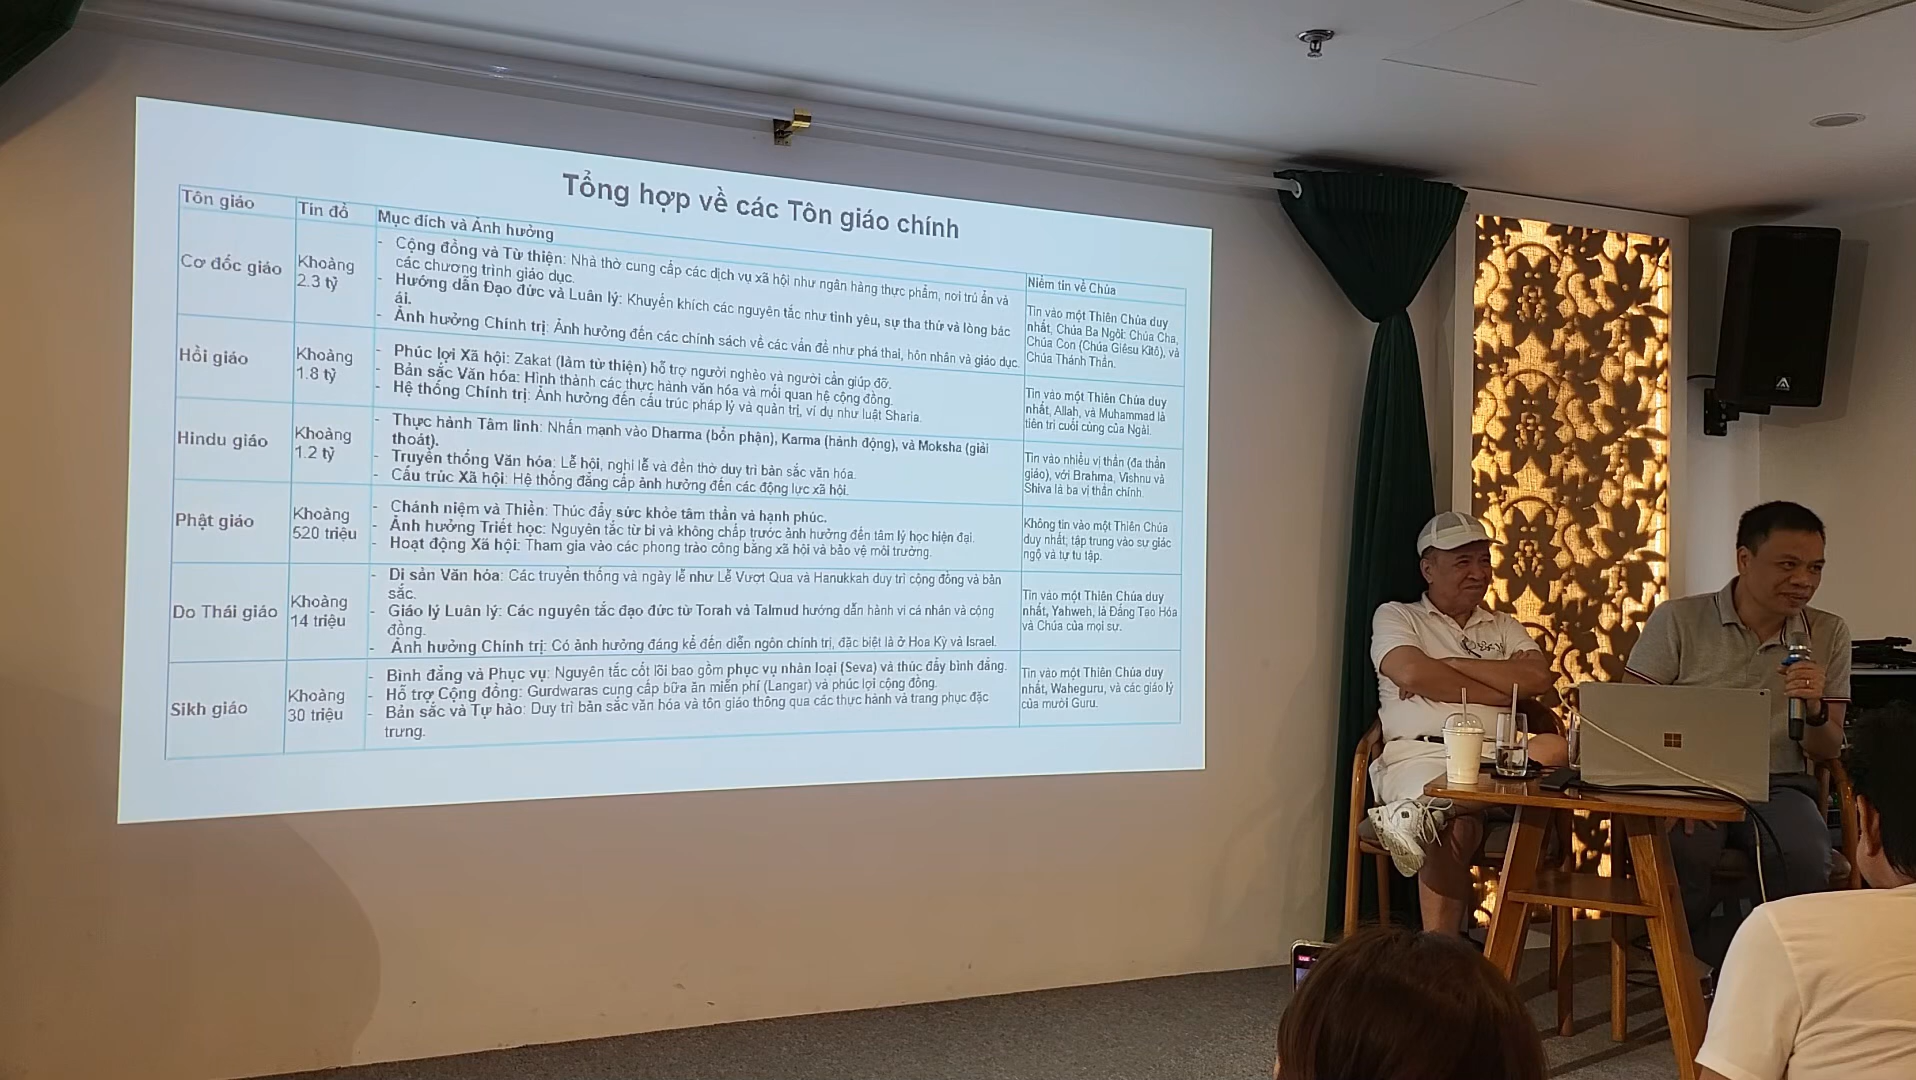 Tổng hợp về các Tôn giáo chính
Tôn giáo
Tín đồ
Mục đích và Ảnh hưởng
Niềm tin về Chúa
Cơ đốc giáo
Khoảng
2.3 tỷ
- Cộng đồng và Từ thiện: Nhà thờ cung cấp các dịch vụ xã hội như ngân hàng thực phẩm, nơi trú ẩn và
các chương trình giáo dục.
- Hướng dẫn Đạo đức và Luân lý: Khuyến khích các nguyên tắc như tình yêu, sự tha thứ và lòng bác
ái.
- Ảnh hưởng Chính trị: Ảnh hưởng đến các chính sách về các vấn đề như phá thai, hôn nhân và giáo dục.
Tin vào một Thiên Chúa duy
nhất, Chúa Ba Ngôi: Chúa Cha,
Chúa Con (Chúa Giêsu Kitô), và
Chúa Thánh Thần.
Hồi giáo
Khoảng
1.8 tỷ
- Phúc lợi Xã hội: Zakat (làm từ thiện) hỗ trợ người nghèo và người cần giúp đỡ.
- Bản sắc Văn hóa: Hình thành các thực hành văn hóa và mối quan hệ cộng đồng.
- Hệ thống Chính trị: Ảnh hưởng đến cấu trúc pháp lý và quản trị, ví dụ như luật Sharia.
Tin vào một Thiên Chúa duy
nhất, Allah, và Muhammad là
tiên tri cuối cùng của Ngài.
Hindu giáo
Khoảng
1.2 tỷ
- Thực hành Tâm linh: Nhấn mạnh vào Dharma (bổn phận), Karma (hành động), và Moksha (giải
thoát).
- Truyền thống Văn hóa: Lễ hội, nghi lễ và đền thờ duy trì bản sắc văn hóa.
- Cấu trúc Xã hội: Hệ thống đẳng cấp ảnh hưởng đến các động lực xã hội.
Tin vào nhiều vị thần (đa thần
giáo), với Brahma, Vishnu và
Shiva là ba vị thần chính.
Phật giáo
Khoảng
520 triệu
- Chánh niệm và Thiền: Thúc đẩy sức khỏe tâm thần và hạnh phúc.
- Ảnh hưởng Triết học: Nguyên tắc từ bi và không chấp trước ảnh hưởng đến tâm lý học hiện đại.
- Hoạt động Xã hội: Tham gia vào các phong trào công bằng xã hội và bảo vệ môi trường.
Không tin vào một Thiên Chúa
duy nhất; tập trung vào sự giác
ngộ và tự tu tập.
Do Thái giáo
Khoảng
14 triệu
- Di sản Văn hóa: Các truyền thống và ngày lễ như Lễ Vượt Qua và Hanukkah duy trì cộng đồng và bản
sắc.
- Giáo lý Luân lý: Các nguyên tắc đạo đức từ Torah và Talmud hướng dẫn hành vi cá nhân và cộng
đồng.
- Ảnh hưởng Chính trị: Có ảnh hưởng đáng kể đến diễn ngôn chính trị, đặc biệt là ở Hoa Kỳ và Israel.
Tin vào một Thiên Chúa duy
nhất, Yahweh, là Đấng Tạo Hóa
và Chúa của mọi sự.
Sikh giáo
Khoảng
30 triệu
- Bình đẳng và Phục vụ: Nguyên tắc cốt lõi bao gồm phục vụ nhân loại (Seva) và thúc đẩy bình đẳng.
- Hỗ trợ Cộng đồng: Gurdwaras cung cấp bữa ăn miễn phí (Langar) và phúc lợi cộng đồng.
- Bản sắc và Tự hào: Duy trì bản sắc văn hóa và tôn giáo thông qua các thực hành và trang phục đặc
trưng.
Tin vào một Thiên Chúa duy
nhất, Waheguru, và các giáo lý
của mười Guru.